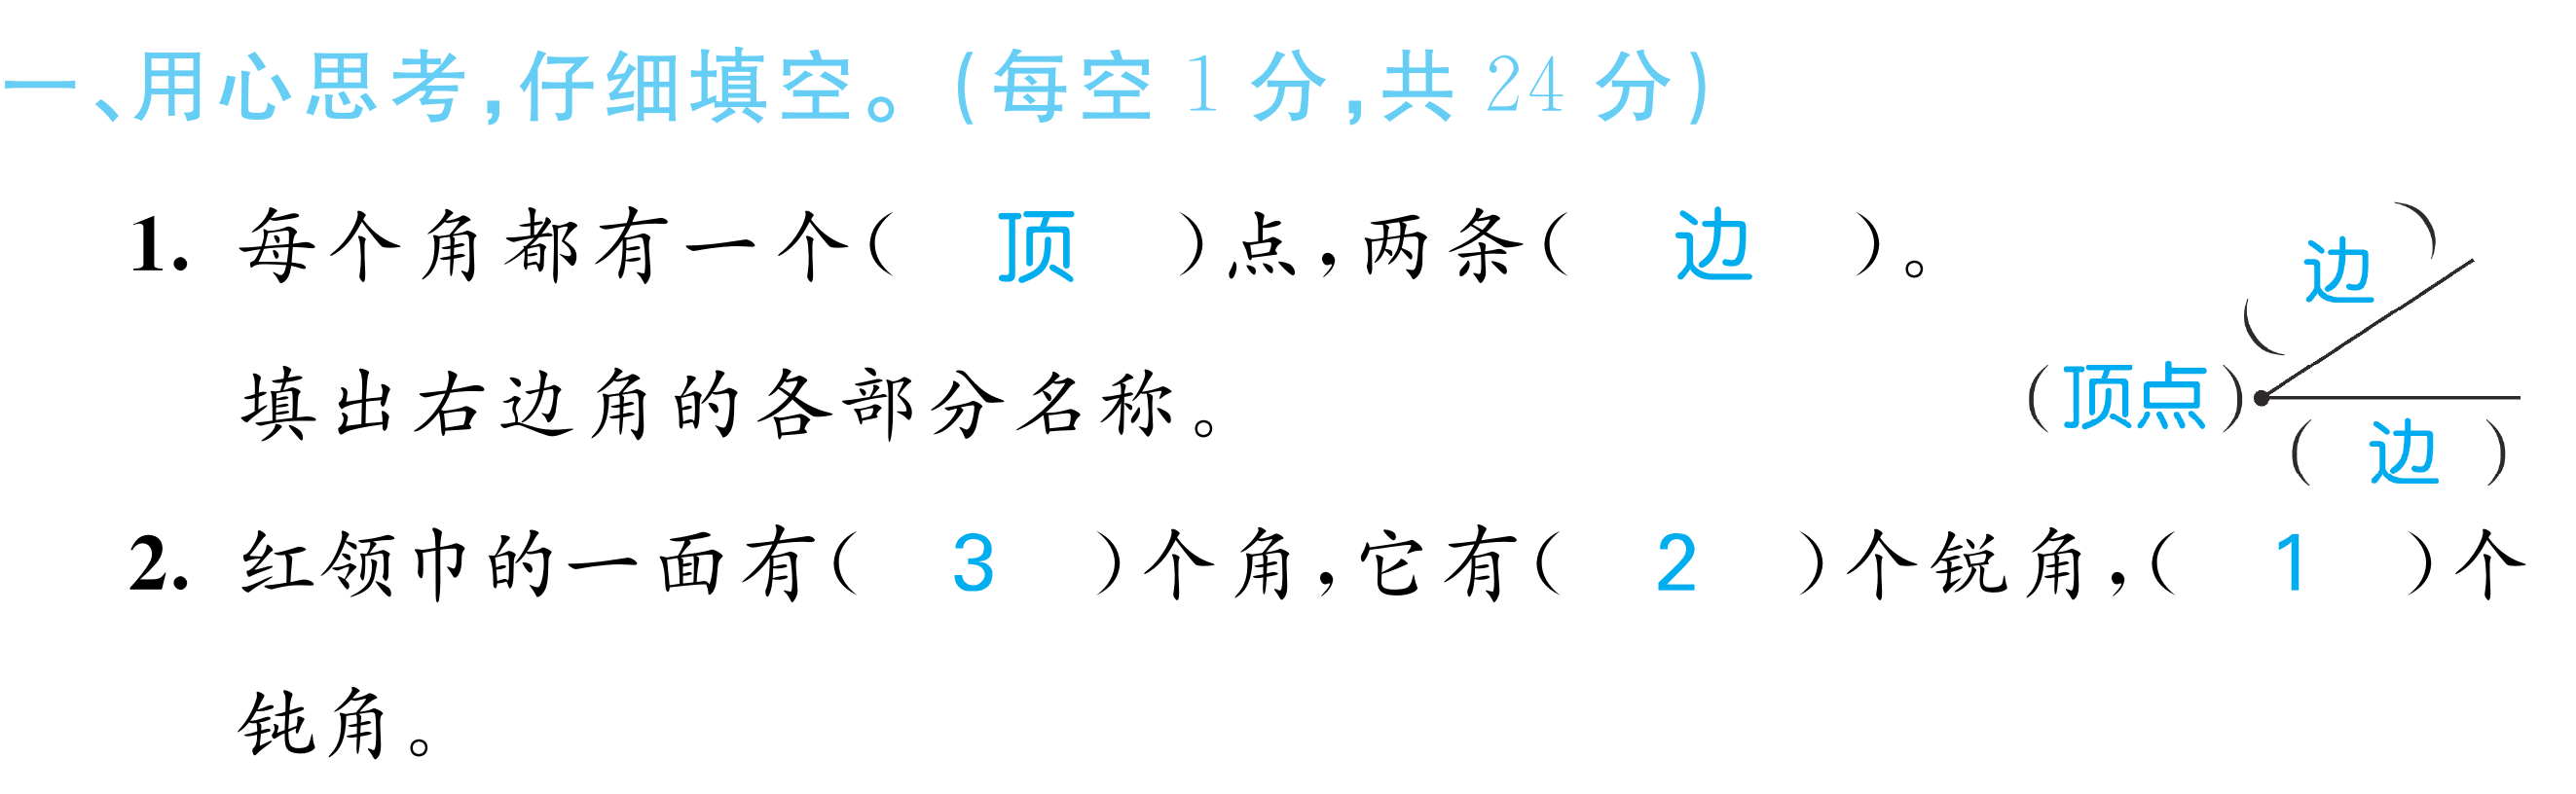 一、用心思考,仔细填空。(每空1分,共24分)
1. 每个角都有一个( 顶 )点,两条( 边 )。
填出右边角的各部分名称。
( 边 )
(顶点)
( 边 )
2. 红领巾的一面有( 3 )个角,它有( 2 )个锐角,( 1 )个
钝角。